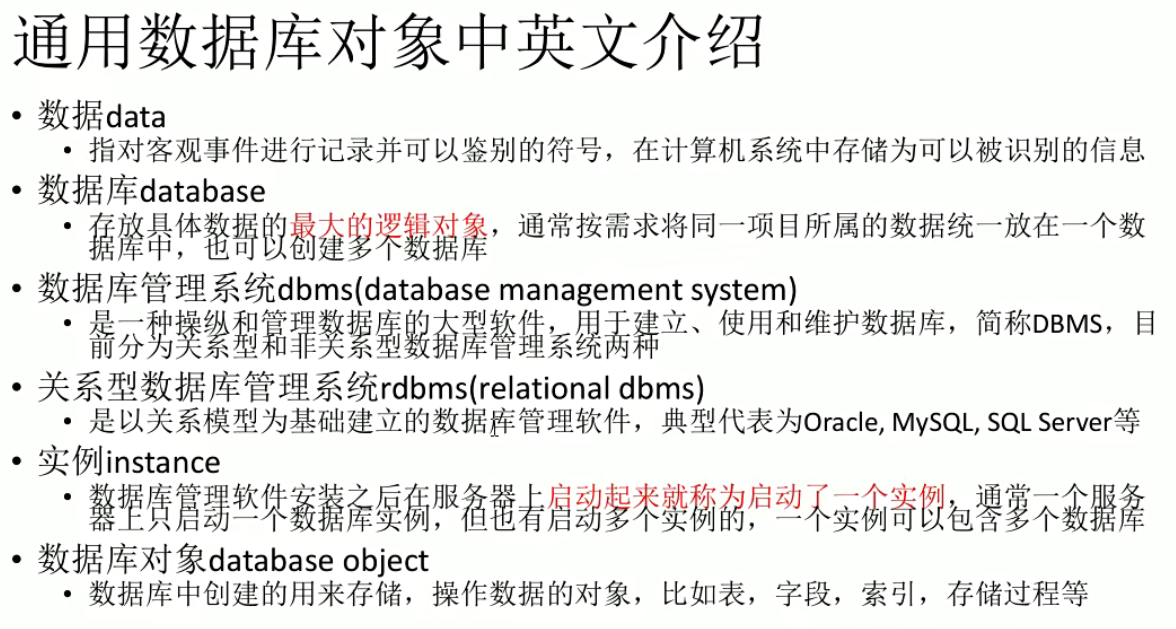 通用数据库对象中英文介绍
• 数据data
• 指对客观事件进行记录并可以鉴别的符号，在计算机系统中存储为可以被识别的信息
• 数据库database
• 存放具体数据的最大的逻辑对象，通常按需求将同一项目所属的数据统一放在一个数
据库中，也可以创建多个数据库
• 数据库管理系统dbms(database management system)
• 是一种操纵和管理数据库的大型软件，用于建立、使用和维护数据库，简称DBMS，目
前分为关系型和非关系型数据库管理系统两种
• 关系型数据库管理系统rdbms(relational dbms)
• 是以关系模型为基础建立的数据库管理软件，典型代表为Oracle, MySQL, SQL Server等
• 实例instance
• 数据库管理软件安装之后在服务器上启动起来就称为启动了一个实例，通常一个服务
器上只启动一个数据库实例，但也有启动多个实例的，一个实例可以包含多个数据库
• 数据库对象database object
• 数据库中创建的用来存储，操作数据的对象，比如表，字段，索引，存储过程等